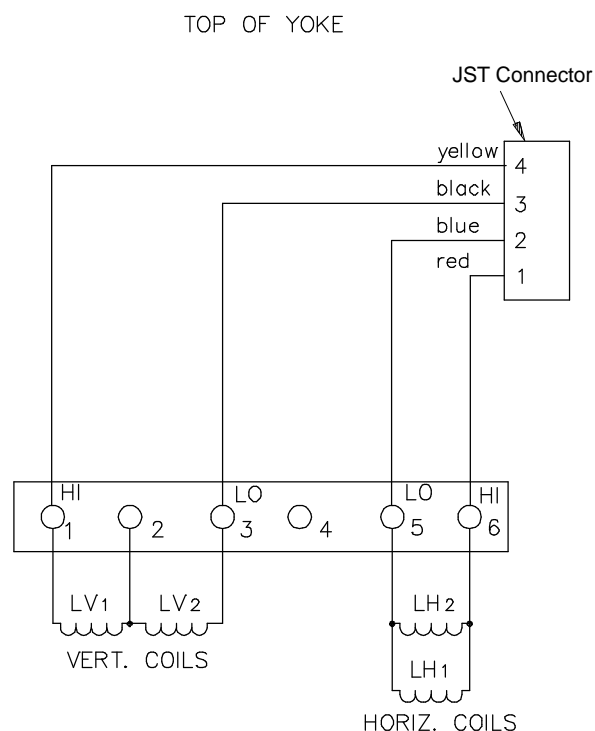 TOP OF YOKE
JST Connector
yellow 4
black 3
blue 2
red 1
HI LO LO HI
1 2 3 4 5 6
LV1 LV2 LH2
VERT. COILS
LH1
HORIZ. COILS